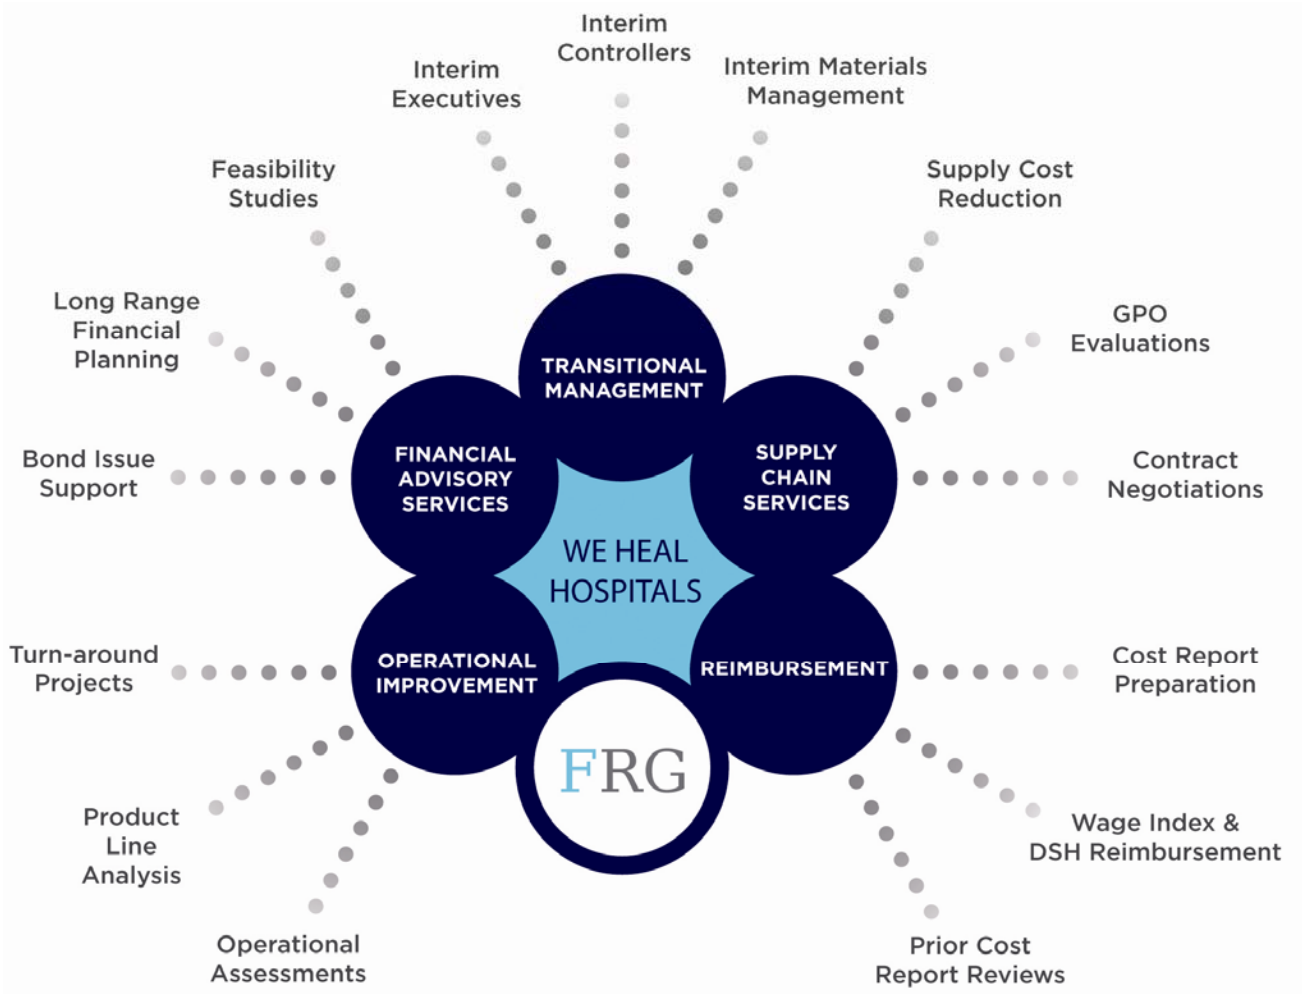 Interim
Controllers
Interim
Executives
Interim Materials
Management
Feasibility
Studies
Supply Cost
Reduction
Long Range
Financial
Planning
GPO
Evaluations
TRANSITIONAL
MANAGEMENT
Bond Issue
Support
FINANCIAL
ADVISORY
SERVICES
SUPPLY
CHAIN
SERVICES
Contract
Negotiations
WE HEAL
HOSPITALS
Turn-around
Projects
OPERATIONAL
IMPROVEMENT
REIMBURSEMENT
Cost Report
Preparation
FRG
Product
Line
Analysis
Wage Index &
DSH Reimbursement
Operational
Assessments
Prior Cost
Report Reviews